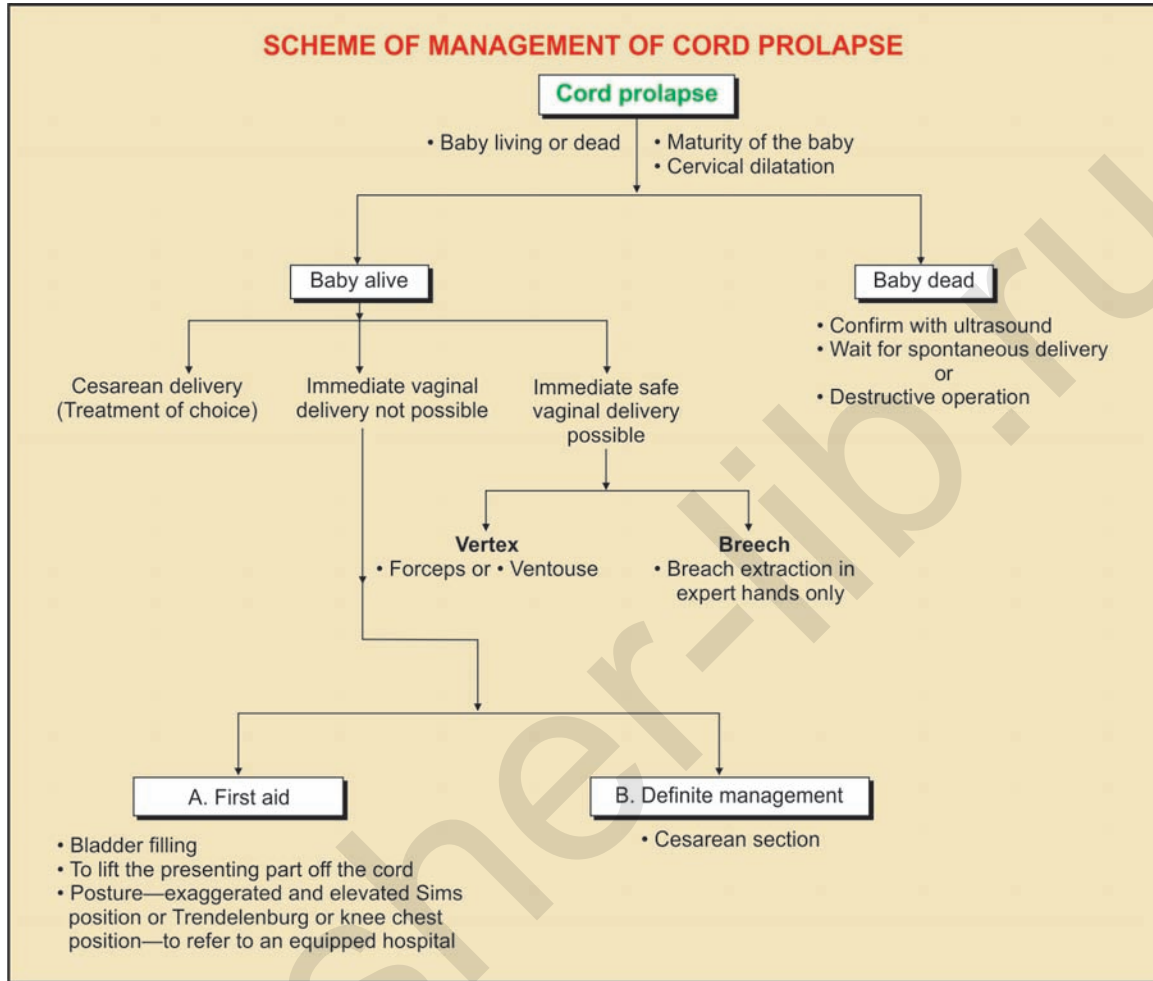 SCHEME OF MANAGEMENT OF CORD PROLAPSE
Cord prolapse
• Baby living or dead
• Maturity of the baby
• Cervical dilatation
Baby alive
Baby dead
• Confirm with ultrasound
• Wait for spontaneous delivery
or
• Destructive operation
Cesarean delivery
(Treatment of choice)
Immediate vaginal
delivery not possible
Immediate safe
vaginal delivery
possible
Vertex
• Forceps or • Ventouse
Breech
• Breach extraction in
expert hands only
A. First aid
• Bladder filling
• To lift the presenting part off the cord
• Posture—exaggerated and elevated Sims
position or Trendelenburg or knee chest
position—to refer to an equipped hospital
B. Definite management
• Cesarean section
sher-lib.ru